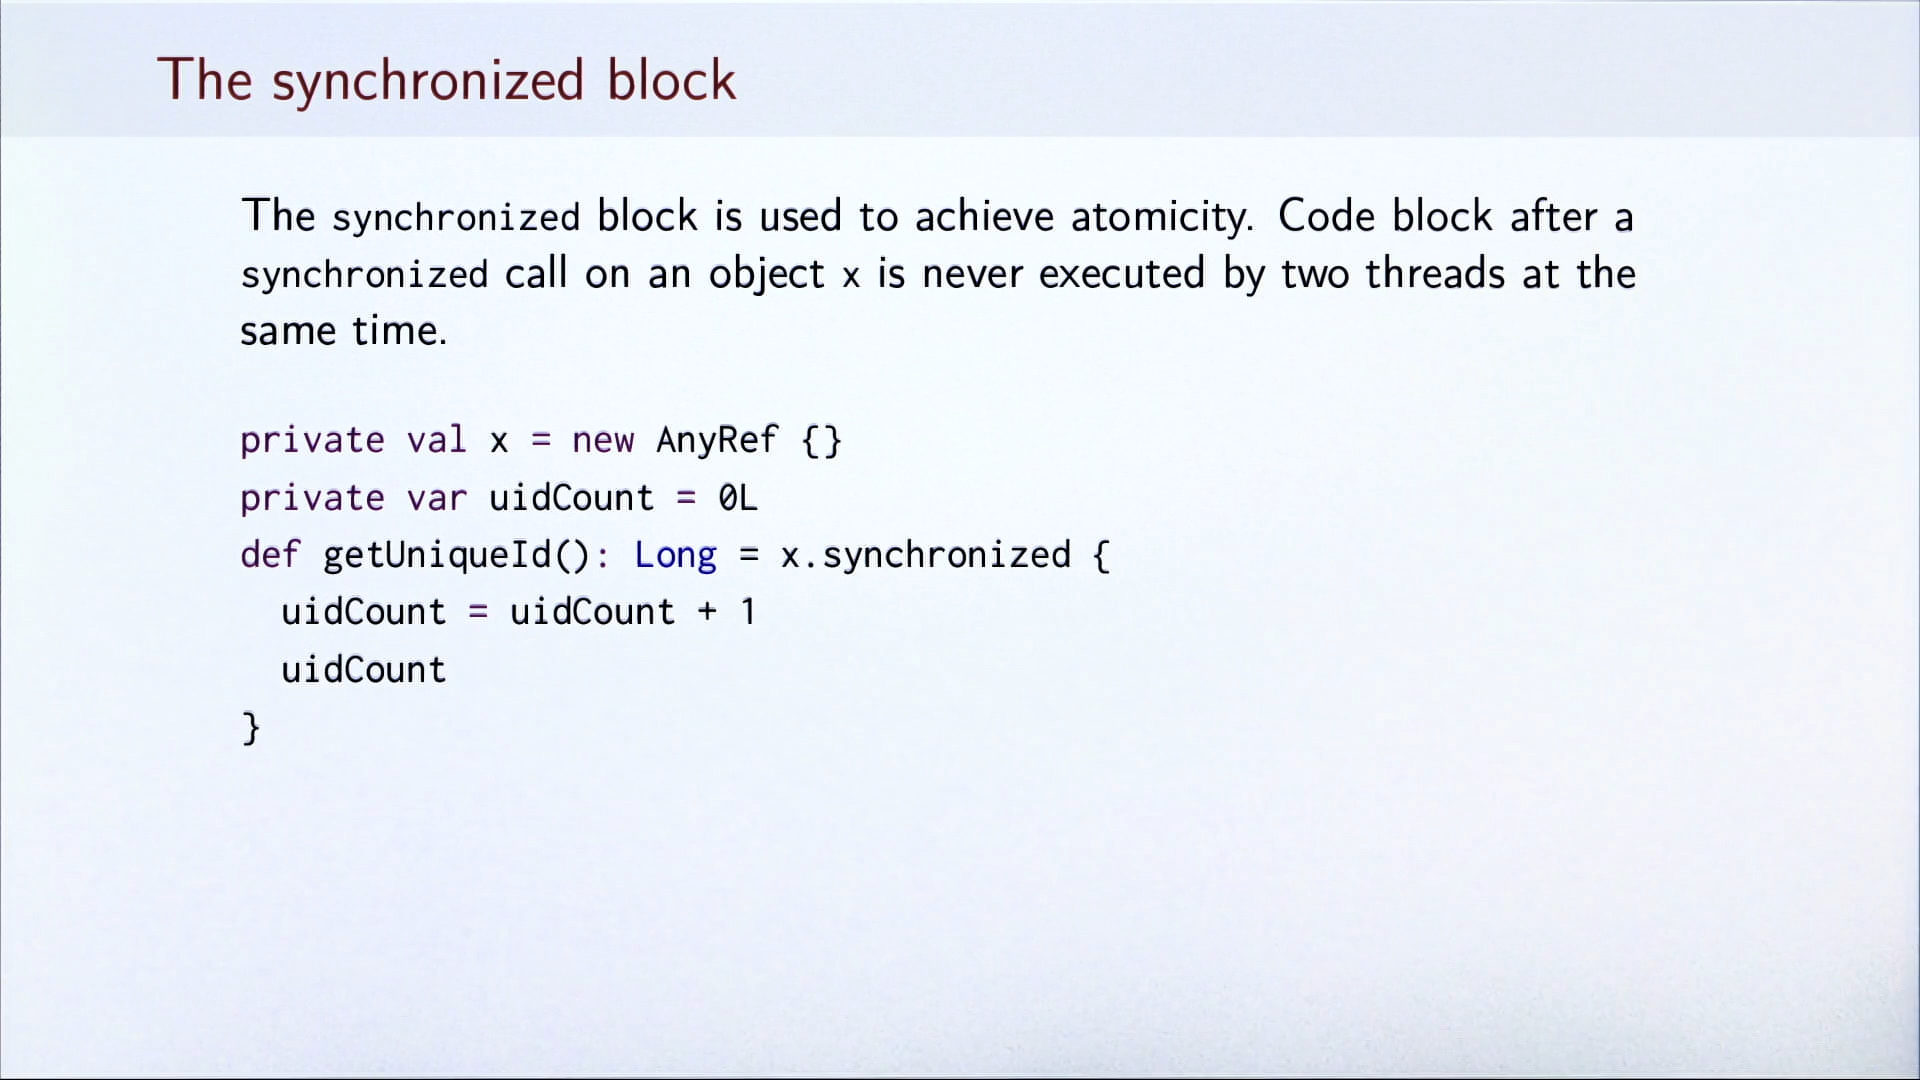 The synchronized block
The synchronized block is used to achieve atomicity. Code block after a
synchronized call on an object x is never executed by two threads at the
same time.
private val x = new AnyRef {}
private var uidCount = 0L
def getUniqueId(): Long = x.synchronized {
  uidCount = uidCount + 1
  uidCount
}